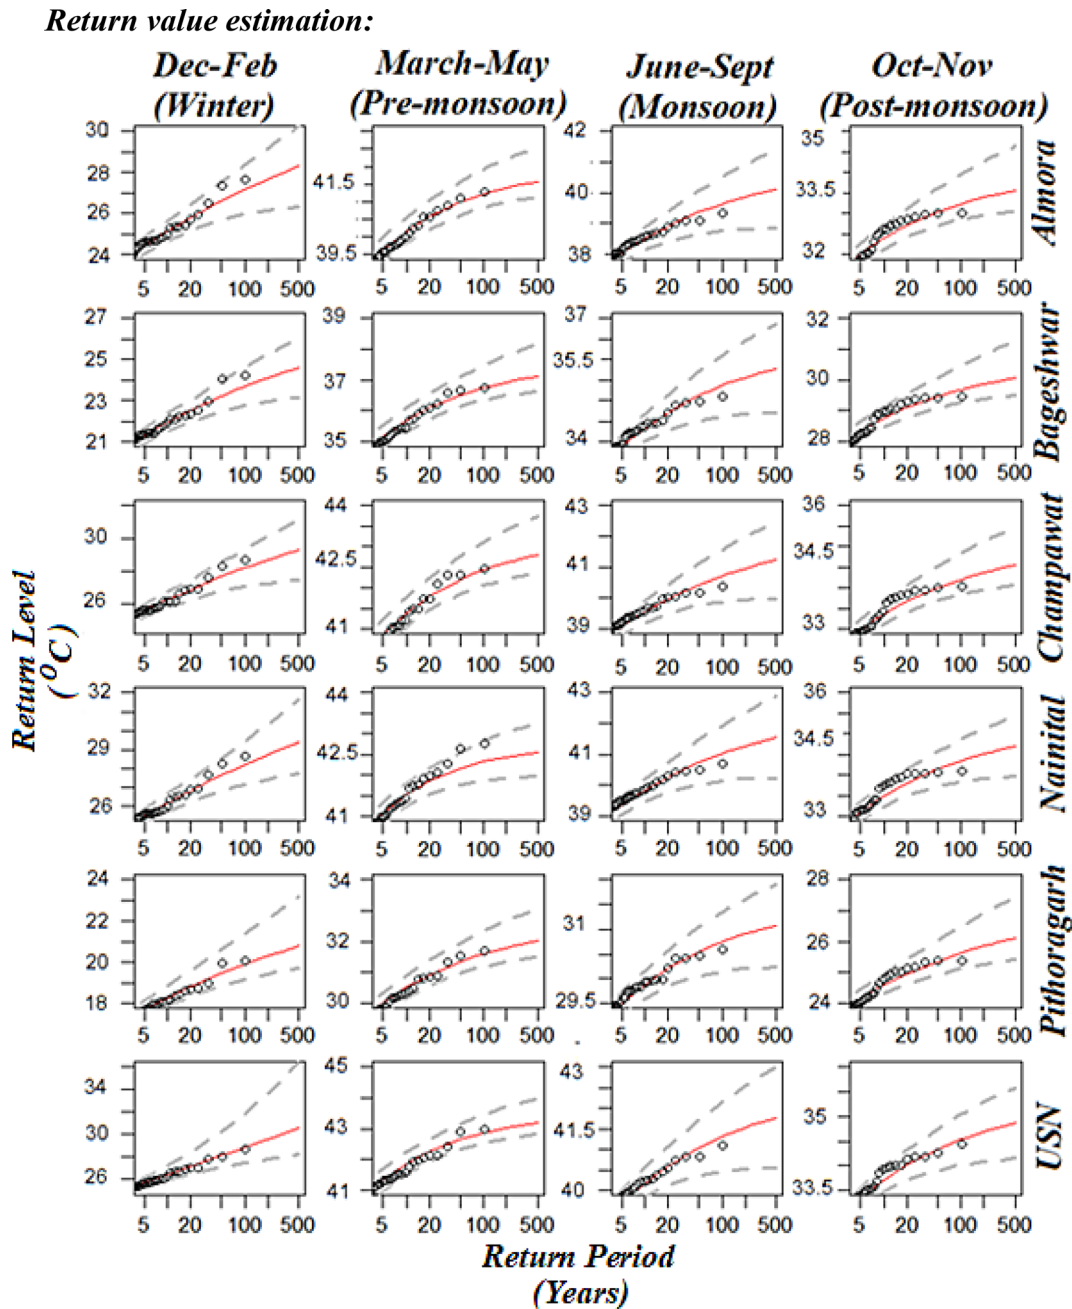 Return value estimation:
Dec-Feb March-May June-Sept Oct-Nov
(Winter) (Pre-monsoon) (Monsoon) (Post-monsoon)
30 42 35
28 41.5 40 33.5
26
24 39.5 38 32
5 20 100 500 5 20 100 500 5 20 100 500 5 20 100 500
Almora
27 39 37 32
25 35.5
23 37 30
21 35 34 28
5 20 100 500 5 20 100 500 5 20 100 500 5 20 100 500
Bageshwar
44 43 36
30 42.5 41 34.5
26
41 39 33
5 20 100 500 5 20 100 500 5 20 100 500 5 20 100 500
Champawat
Return Level
(°C)
32 44 43 36
29 42.5 41 34.5
26 41 39 33
5 20 100 500 5 20 100 500 5 20 100 500 5 20 100 500
Nainital
24 34 28
22 31
20 32 26
18 30 29.5 24
5 20 100 500 5 20 100 500 5 20 100 500 5 20 100 500
Pithoragarh
45 43
34 35
30 43 41.5
26 41 40 33.5
5 20 100 500 5 20 100 500 5 20 100 500 5 20 100 500
USN
Return Period
(Years)